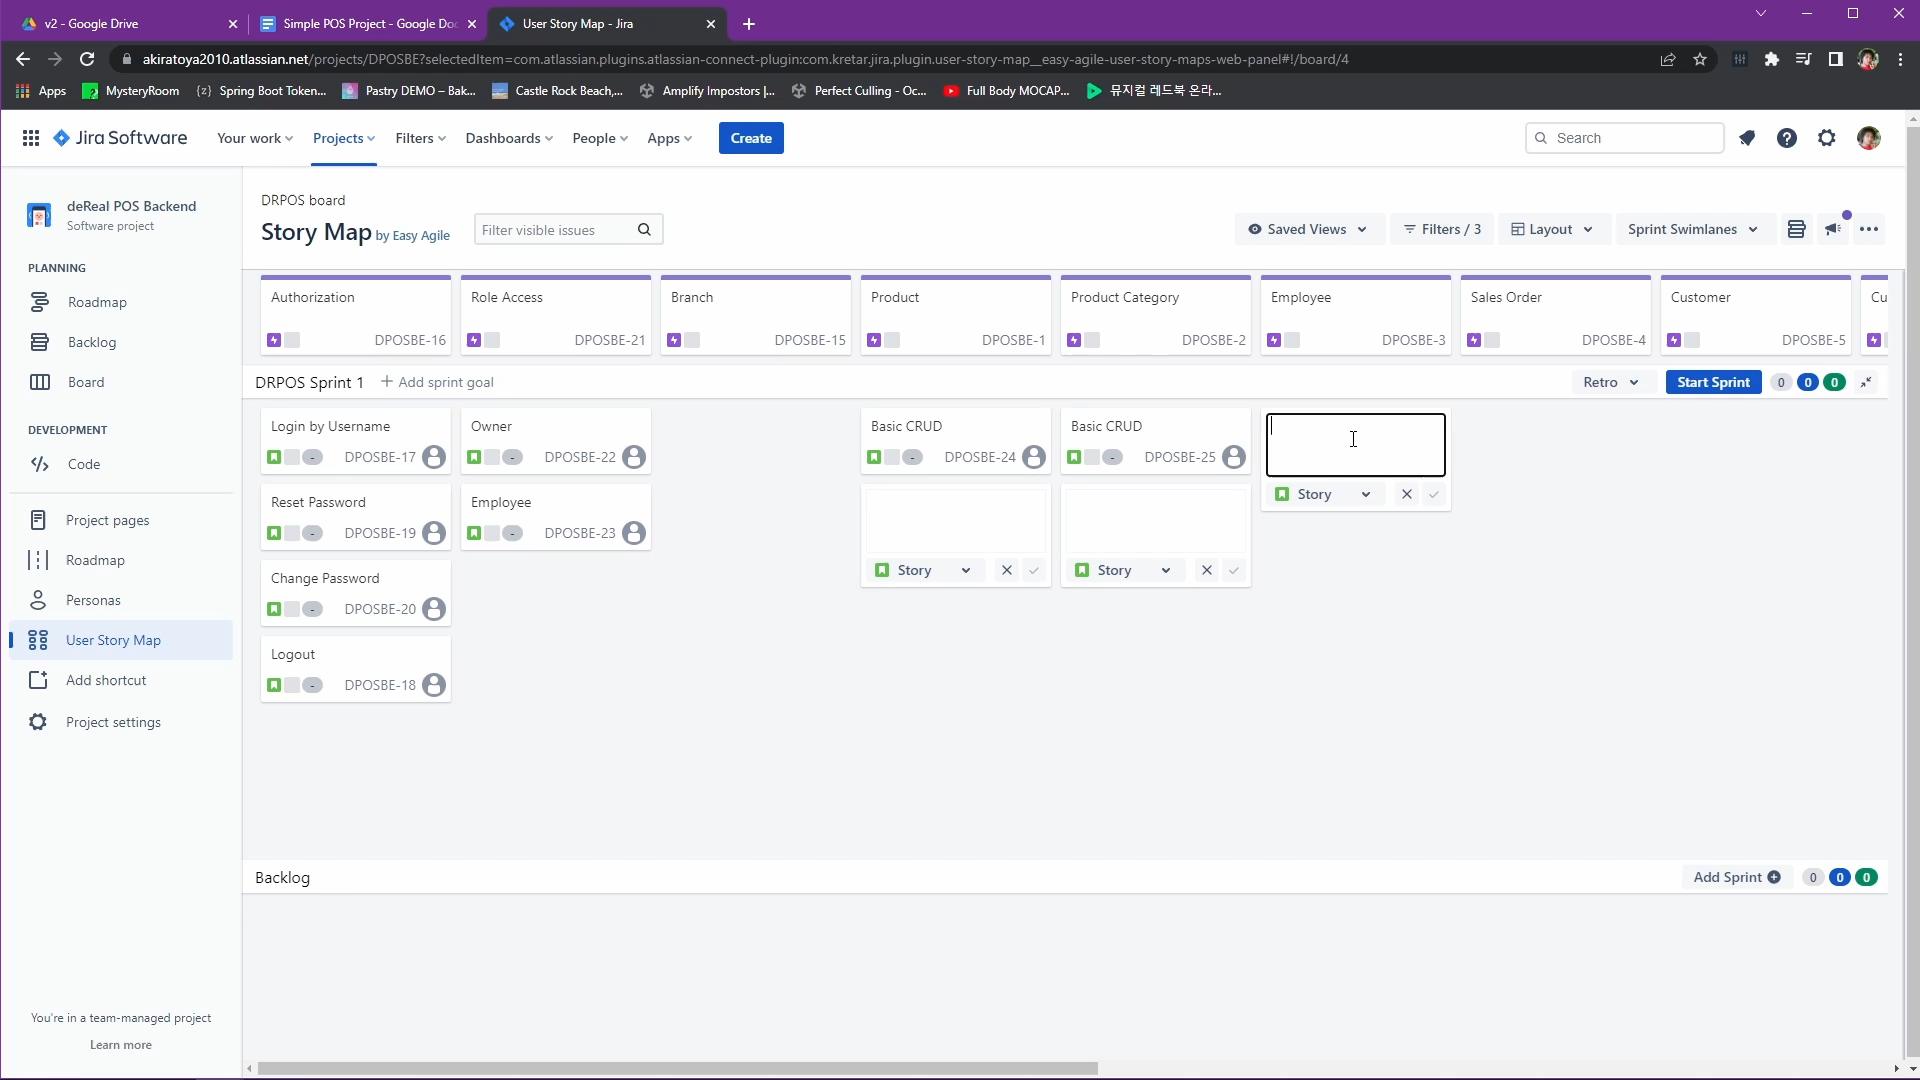 v2 - Google Drive
Simple POS Project - Google Doc
User Story Map - Jira
akiratoya2010.atlassian.net/projects/DPOSBE?selectedItem=com.atlassian.plugins.atlassian-connect-plugin:com.kretar.jira.plugin.user-story-map__easy-agile-user-story-maps-web-panel#!/board/4
Apps MysteryRoom Spring Boot Token... Pastry DEMO – Bak... Castle Rock Beach,... Amplify Impostors |... Perfect Culling - Oc... Full Body MOCAP... 뮤지컬 레드북 온라...
Jira Software Your work Projects Filters Dashboards People Apps Create Search
deReal POS Backend
Software project
PLANNING
Roadmap
Backlog
Board
DEVELOPMENT
Code
Project pages
Roadmap
Personas
User Story Map
Add shortcut
Project settings
You're in a team-managed project
Learn more
DRPOS board
Story Map by Easy Agile Filter visible issues Saved Views Filters / 3 Layout Sprint Swimlanes
Authorization Role Access Branch Product Product Category Employee Sales Order Customer Cu
DPOSBE-16 DPOSBE-21 DPOSBE-15 DPOSBE-1 DPOSBE-2 DPOSBE-3 DPOSBE-4 DPOSBE-5
DRPOS Sprint 1 + Add sprint goal Retro Start Sprint 0 0 0
Login by Username Owner Basic CRUD Basic CRUD
- DPOSBE-17 - DPOSBE-22 - DPOSBE-24 - DPOSBE-25
Story
Reset Password Employee
- DPOSBE-19 - DPOSBE-23
Story Story
Change Password
- DPOSBE-20
Logout
- DPOSBE-18
Backlog Add Sprint 0 0 0